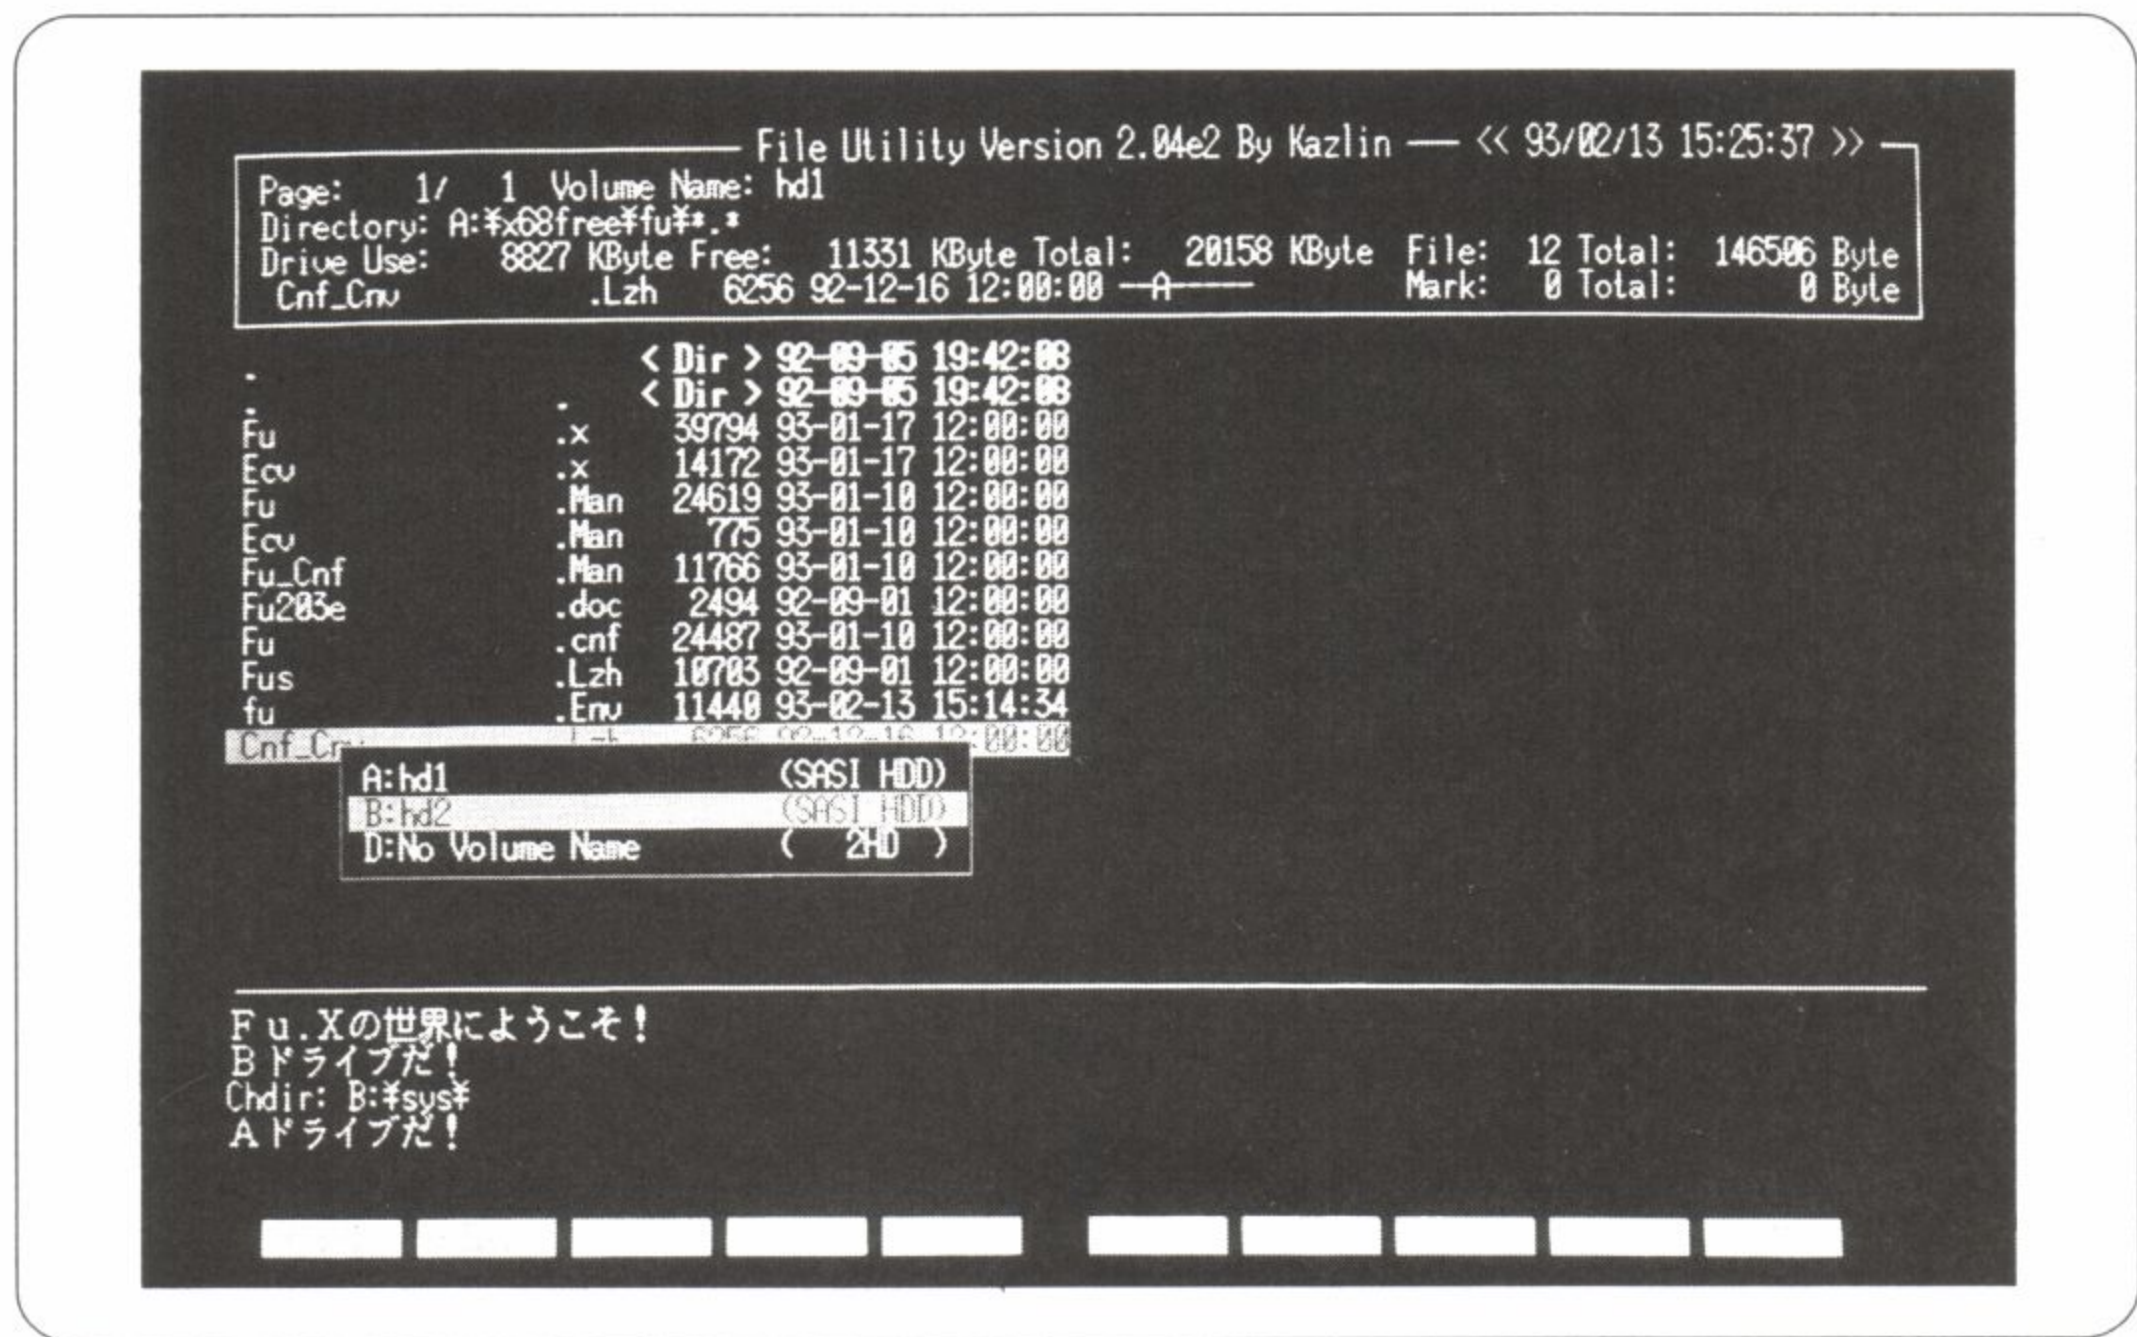 File Utility Version 2.04e2 By Kazlin — << 93/02/13 15:25:37 >>
Page: 1/ 1 Volume Name: hd1
Directory: A:¥x68free¥fu¥*.*
Drive Use: 8827 KByte Free: 11331 KByte Total: 20158 KByte File: 12 Total: 146506 Byte
Cnf_Cnv .Lzh 6256 92-12-16 12:00:00 —A—— Mark: 0 Total: 0 Byte
. < Dir > 92-09-05 19:42:08
. . < Dir > 92-09-05 19:42:08
Fu .x 39794 93-01-17 12:00:00
Ecv .x 14172 93-01-17 12:00:00
Fu .Man 24619 93-01-10 12:00:00
Ecv .Man 775 93-01-10 12:00:00
Fu_Cnf .Man 11766 93-01-10 12:00:00
Fu203e .doc 2494 92-09-01 12:00:00
Fu .cnf 24487 93-01-10 12:00:00
Fus .Lzh 10703 92-09-01 12:00:00
fu .Env 11440 93-02-13 15:14:34
Cnf_Cnv .Lzh 6256 92-12-16 12:00:00
A:hd1 (SASI HDD)
B:hd2 (SASI HDD)
D:No Volume Name ( 2HD )
Ｆｕ.Ｘの世界にようこそ！
Ｂドライブだ！
Chdir: B:¥sys¥
Ａドライブだ！